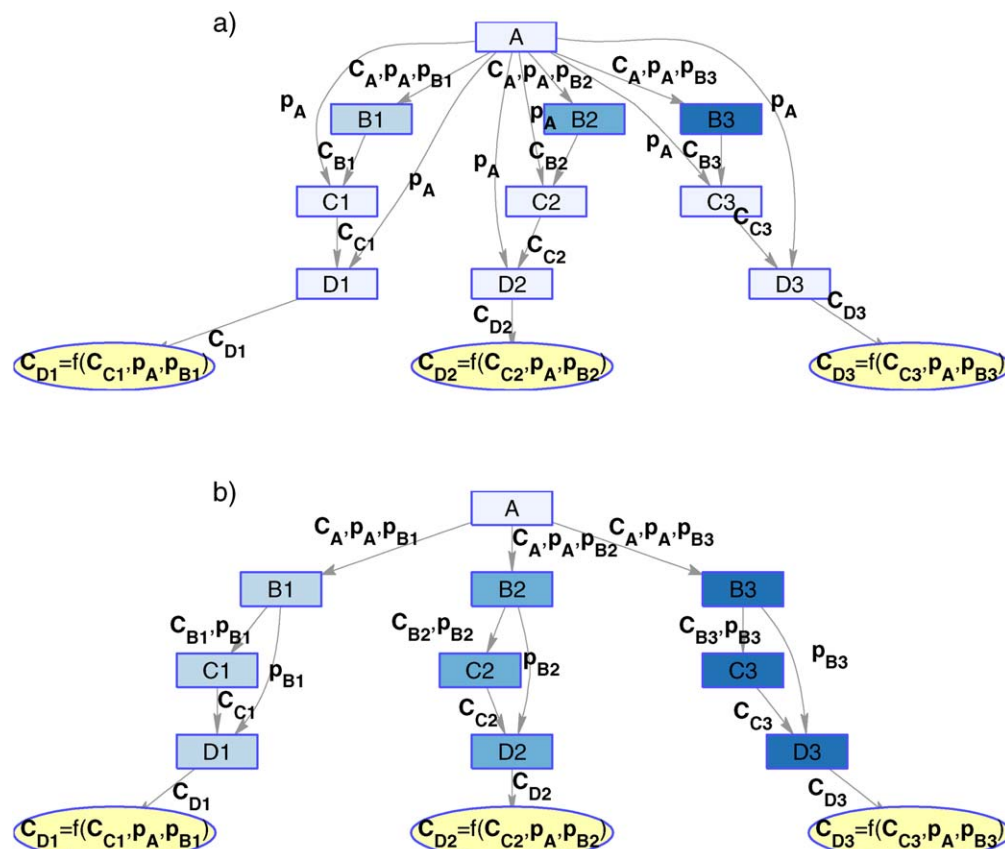 a)
A
C_A,p_A,p_B1
C_A,p_A,p_B2
C_A,p_A,p_B3
p_A
p_A
B1
B2
B3
p_A
C_B1
C_B2
C_B3
p_A
p_A
p_A
C1
C2
C3
C_C1
C_C2
C_C3
D1
D2
D3
C_D1
C_D2
C_D3
C_D1=f(C_C1,p_A,p_B1)
C_D2=f(C_C2,p_A,p_B2)
C_D3=f(C_C3,p_A,p_B3)
b)
A
C_A,p_A,p_B1
C_A,p_A,p_B2
C_A,p_A,p_B3
B1
B2
B3
C_B1,p_B1
C_B2,p_B2
C_B3,p_B3
C1
p_B1
C2
p_B2
C3
p_B3
C_C1
C_C2
C_C3
D1
D2
D3
C_D1
C_D2
C_D3
C_D1=f(C_C1,p_A,p_B1)
C_D2=f(C_C2,p_A,p_B2)
C_D3=f(C_C3,p_A,p_B3)